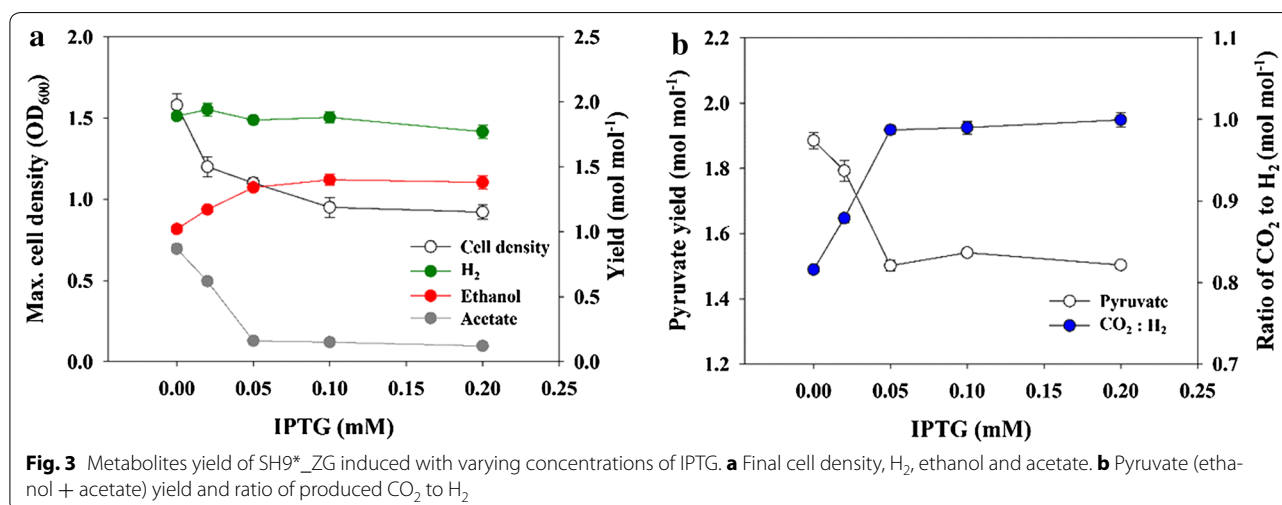 a
2.0
1.5
1.0
0.5
0.0
Max. cell density (OD600)
2.5
2.0
1.5
1.0
0.5
0.0
Yield (mol mol-1)
Cell density
H2
Ethanol
Acetate
0.00 0.05 0.10 0.15 0.20 0.25
IPTG (mM)
b
2.2
2.0
1.8
1.6
1.4
1.2
Pyruvate yield (mol mol-1)
1.1
1.0
0.9
0.8
0.7
Ratio of CO2 to H2 (mol mol-1)
Pyruvate
CO2 : H2
0.00 0.05 0.10 0.15 0.20 0.25
IPTG (mM)
Fig. 3 Metabolites yield of SH9*_ZG induced with varying concentrations of IPTG. a Final cell density, H2, ethanol and acetate. b Pyruvate (etha-
nol + acetate) yield and ratio of produced CO2 to H2